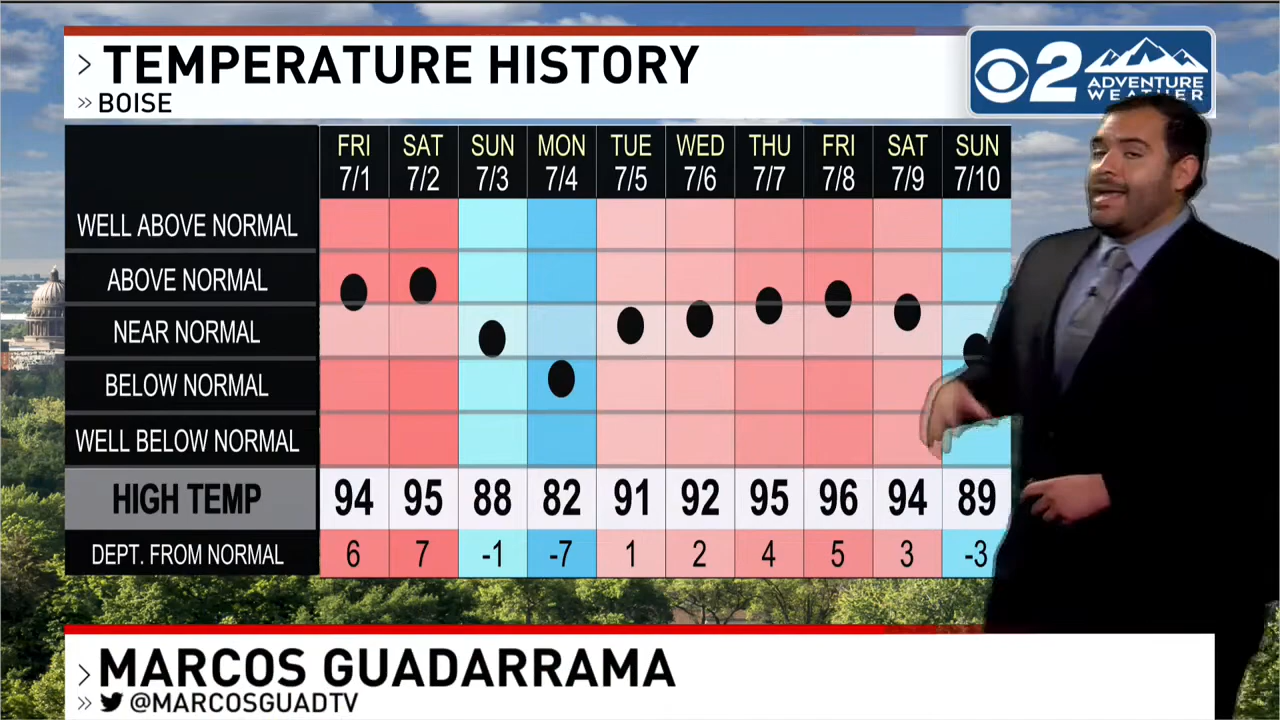 TEMPERATURE HISTORY
BOISE
2 ADVENTURE
WEATHER
FRI SAT SUN MON TUE WED THU FRI SAT SUN
7/1 7/2 7/3 7/4 7/5 7/6 7/7 7/8 7/9 7/10
WELL ABOVE NORMAL
ABOVE NORMAL
NEAR NORMAL
BELOW NORMAL
WELL BELOW NORMAL
HIGH TEMP 94 95 88 82 91 92 95 96 94 89
DEPT. FROM NORMAL 6 7 -1 -7 1 2 4 5 3 -3
MARCOS GUADARRAMA
@MARCOSGUADTV